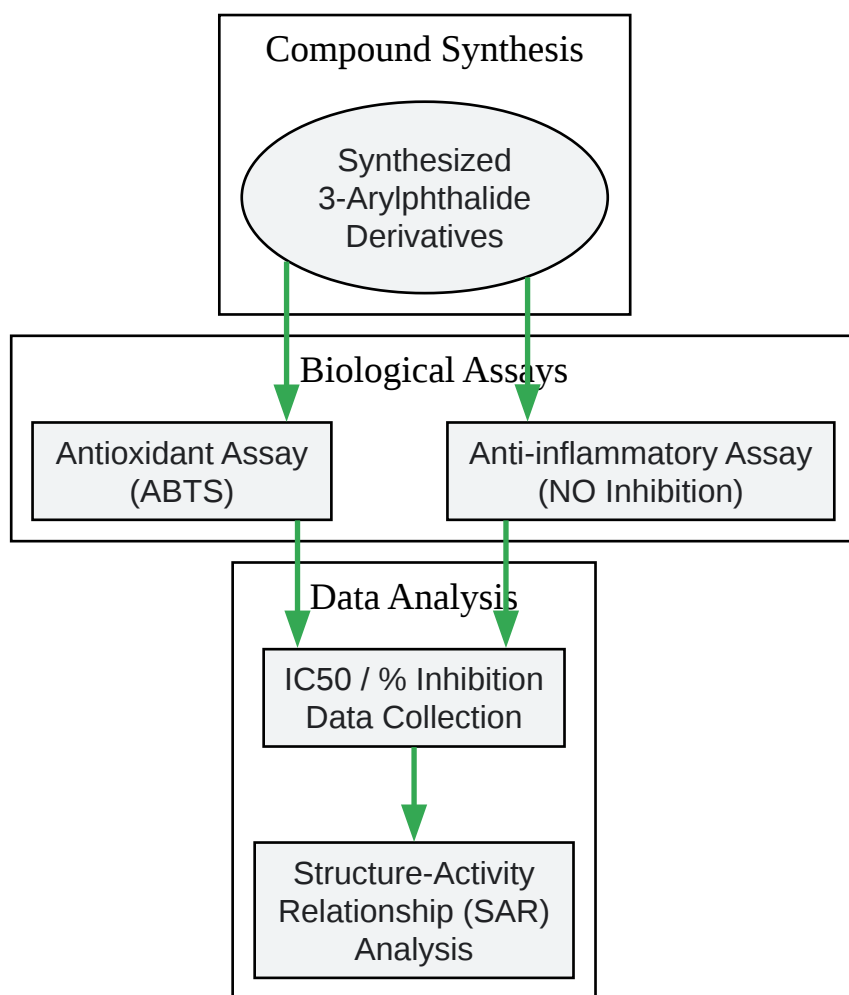 Compound Synthesis
Synthesized
3-Arylphthalide
Derivatives
Biological Assays
Antioxidant Assay
(ABTS)
Anti-inflammatory Assay
(NO Inhibition)
Data Analysis
IC50 / % Inhibition
Data Collection
Structure-Activity
Relationship (SAR)
Analysis